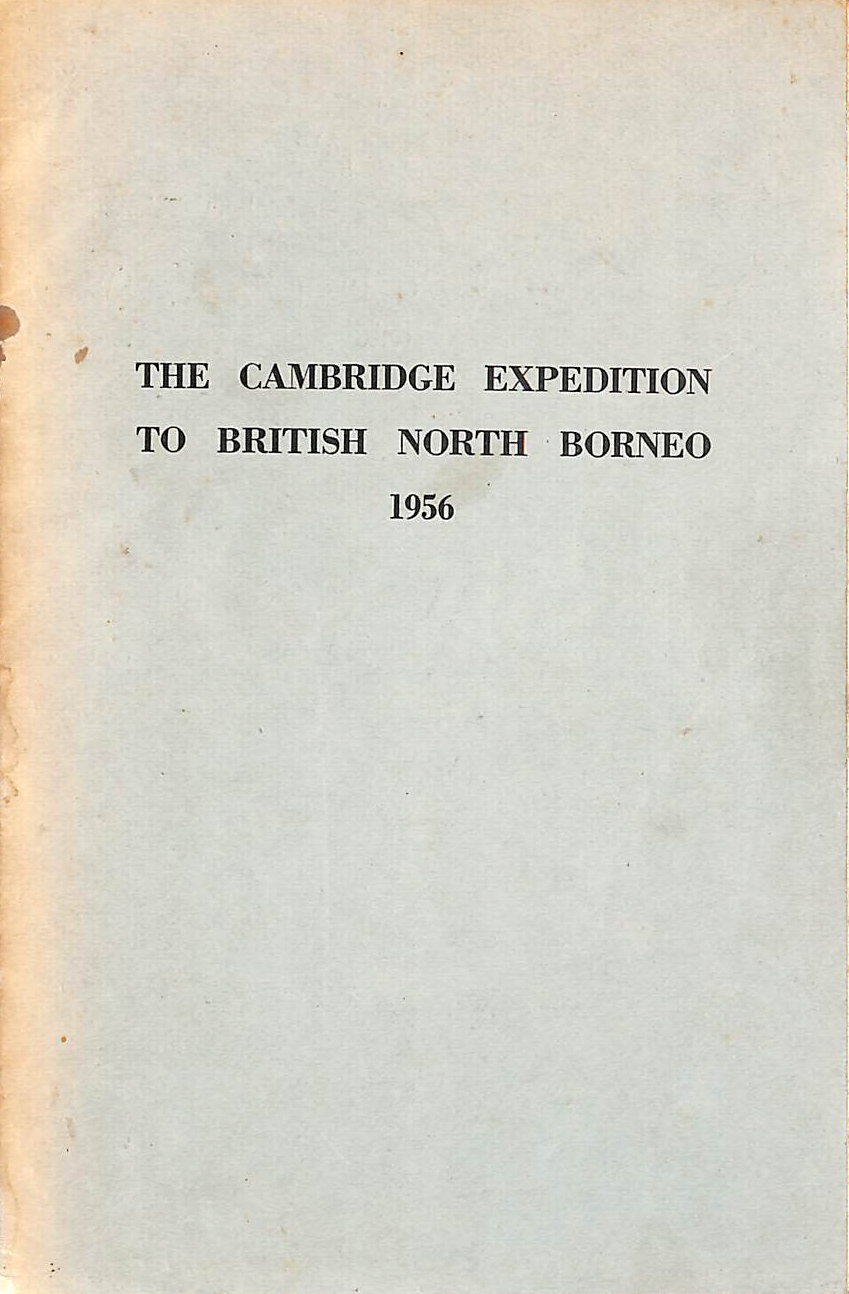 THE CAMBRIDGE EXPEDITION
TO BRITISH NORTH BORNEO
1956